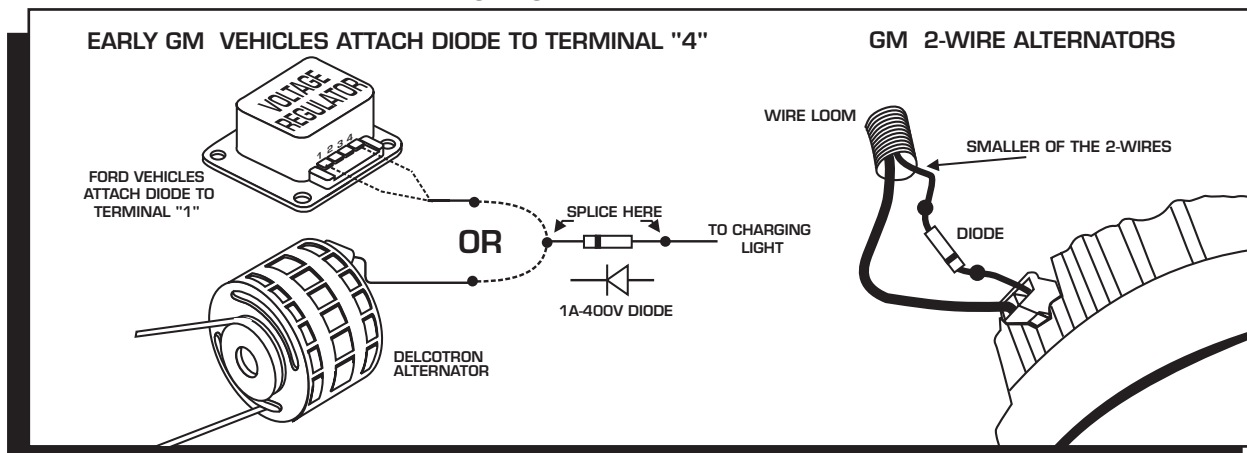 EARLY GM VEHICLES ATTACH DIODE TO TERMINAL "4"
VOLTAGE
REGULATOR
1 2 3 4
FORD VEHICLES
ATTACH DIODE TO
TERMINAL "1"
OR
SPLICE HERE
TO CHARGING
LIGHT
1A-400V DIODE
DELCOTRON
ALTERNATOR
GM 2-WIRE ALTERNATORS
WIRE LOOM
SMALLER OF THE 2-WIRES
DIODE